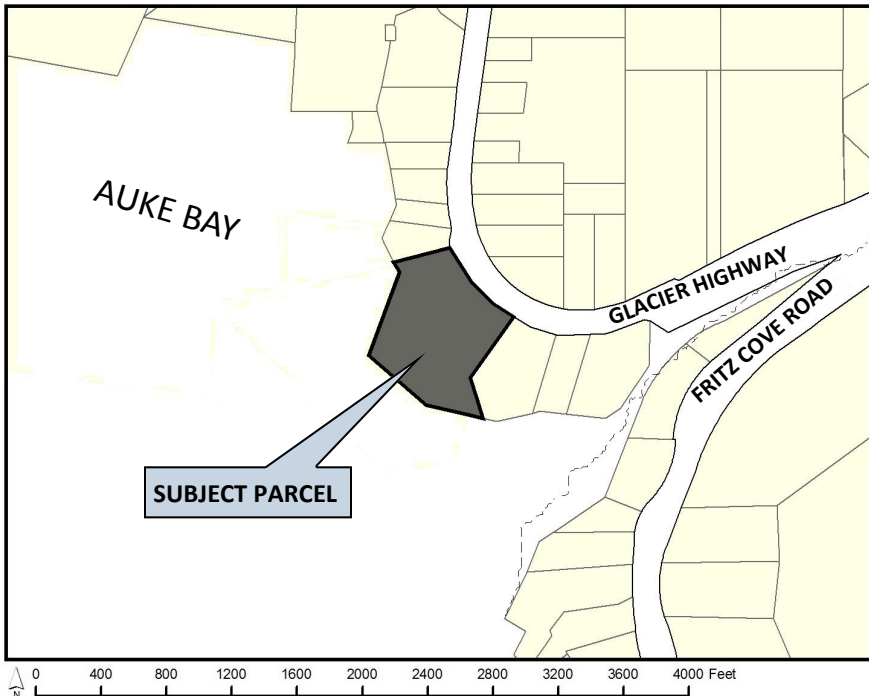 AUKE BAY
GLACIER HIGHWAY
FRITZ COVE ROAD
SUBJECT PARCEL
0 400 800 1200 1600 2000 2400 2800 3200 3600 4000 Feet
N